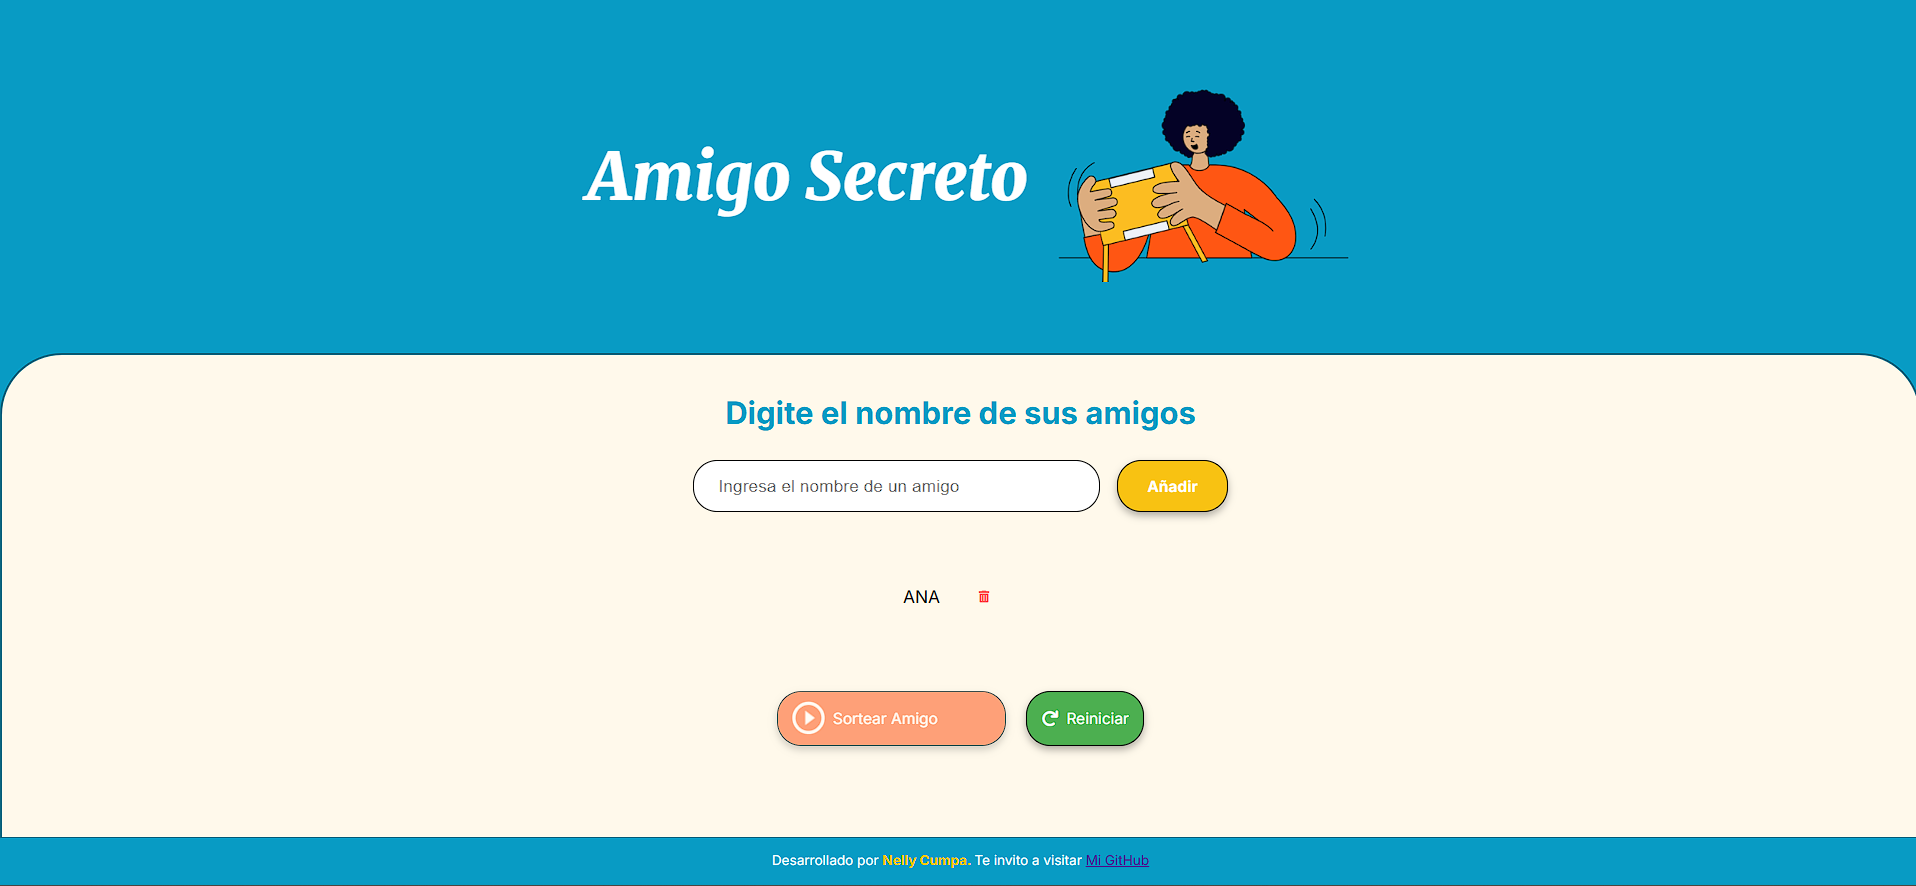 Amigo Secreto
Digite el nombre de sus amigos
Ingresa el nombre de un amigo
Añadir
ANA
Sortear Amigo
Reiniciar
Desarrollado por Nelly Cumpa. Te invito a visitar Mi GitHub